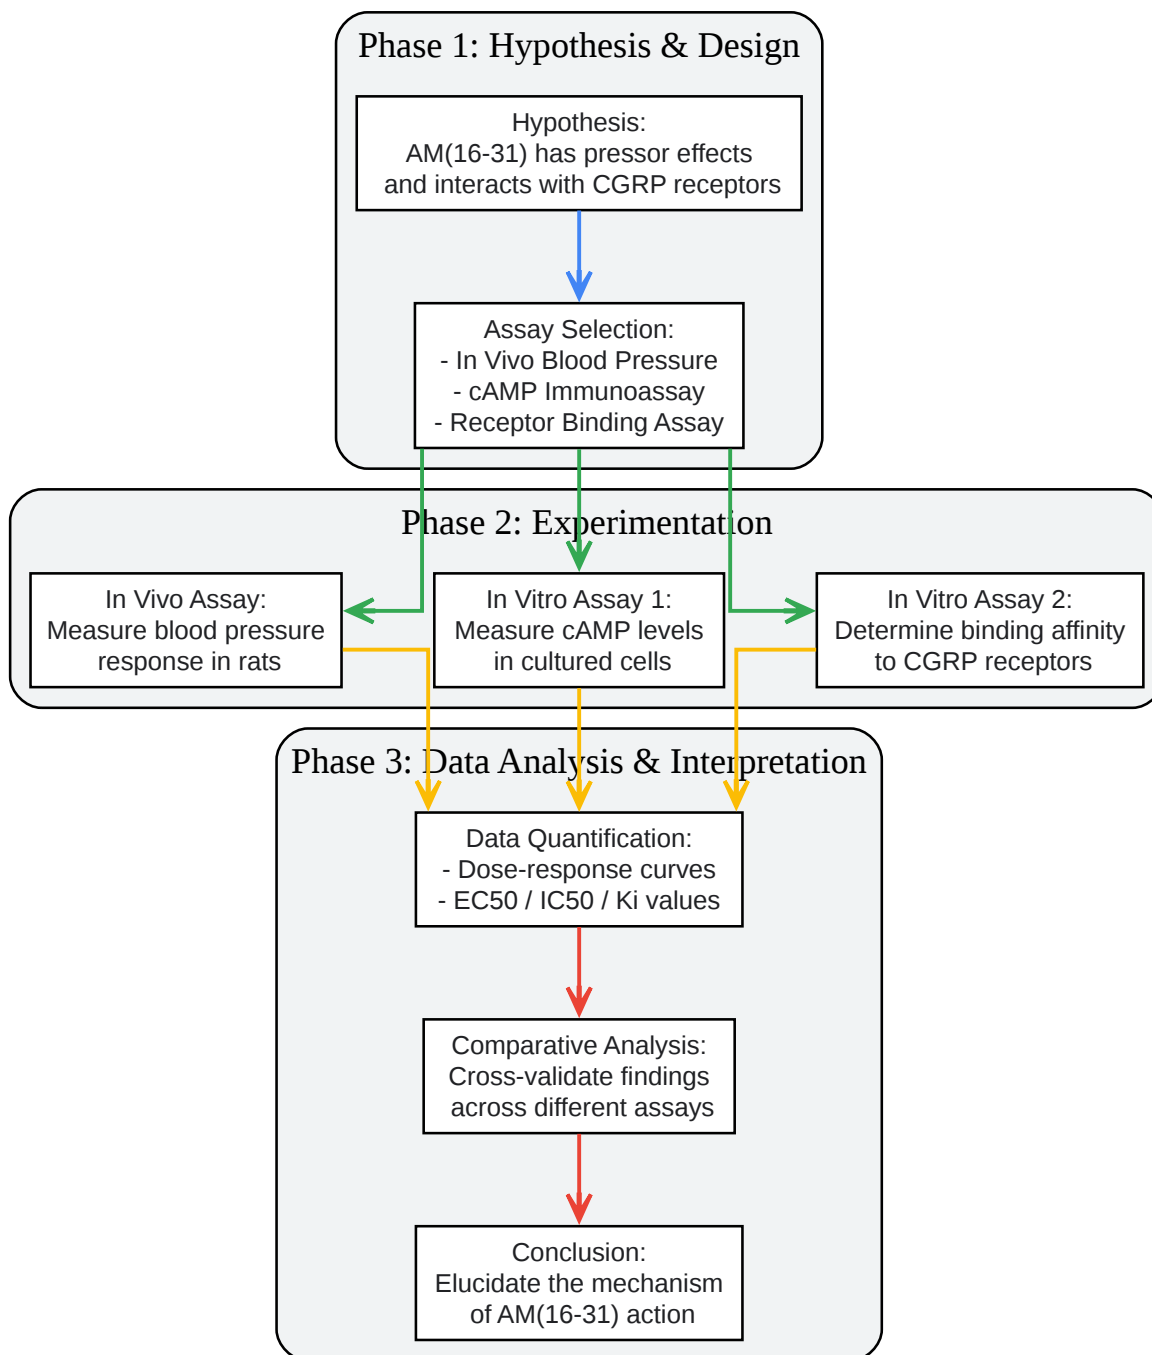 Phase 1: Hypothesis & Design
Hypothesis:
AM(16-31) has pressor effects
and interacts with CGRP receptors
Assay Selection:
- In Vivo Blood Pressure
- cAMP Immunoassay
- Receptor Binding Assay
Phase 2: Experimentation
In Vivo Assay:
Measure blood pressure
response in rats
In Vitro Assay 1:
Measure cAMP levels
in cultured cells
In Vitro Assay 2:
Determine binding affinity
to CGRP receptors
Phase 3: Data Analysis & Interpretation
Data Quantification:
- Dose-response curves
- EC50 / IC50 / Ki values
Comparative Analysis:
Cross-validate findings
across different assays
Conclusion:
Elucidate the mechanism
of AM(16-31) action